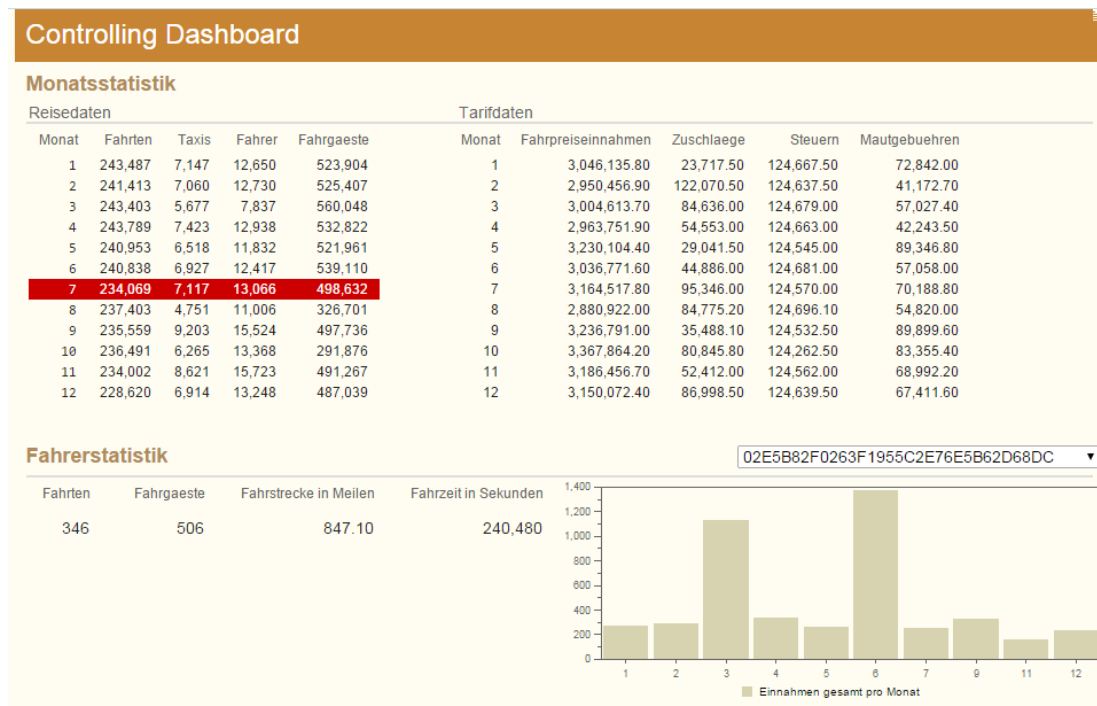 Controlling Dashboard
Monatsstatistik
Reisedaten
Monat Fahrten Taxis Fahrer Fahrgaeste
1 243,487 7,147 12,650 523,904
2 241,413 7,060 12,730 525,407
3 243,403 5,677 7,837 560,048
4 243,789 7,423 12,938 532,822
5 240,953 6,518 11,832 521,961
6 240,838 6,927 12,417 539,110
7 234,069 7,117 13,066 498,632
8 237,403 4,751 11,006 326,701
9 235,559 9,203 15,524 497,736
10 236,491 6,265 13,368 291,876
11 234,002 8,621 15,723 491,267
12 228,620 6,914 13,248 487,039
Tarifdaten
Monat Fahrpreiseinnahmen Zuschlaege Steuern Mautgebuehren
1 3,046,135.80 23,717.50 124,667.50 72,842.00
2 2,950,456.90 122,070.50 124,637.50 41,172.70
3 3,004,613.70 84,636.00 124,679.00 57,027.40
4 2,963,751.90 54,553.00 124,663.00 42,243.50
5 3,230,104.40 29,041.50 124,545.00 89,346.80
6 3,036,771.60 44,886.00 124,681.00 57,058.00
7 3,164,517.80 95,346.00 124,570.00 70,188.80
8 2,880,922.00 84,775.20 124,696.10 54,820.00
9 3,236,791.00 35,488.10 124,532.50 89,899.60
10 3,367,864.20 80,845.80 124,262.50 83,355.40
11 3,186,456.70 52,412.00 124,562.00 68,992.20
12 3,150,072.40 86,998.50 124,639.50 67,411.60
Fahrerstatistik
02E5B82F0263F1955C2E76E5B62D68DC
Fahrten Fahrgaeste Fahrstrecke in Meilen Fahrzeit in Sekunden
346 506 847.10 240,480
1,400
1,200
1,000
800
600
400
200
0
1 2 3 4 5 6 7 9 11 12
Einnahmen gesamt pro Monat